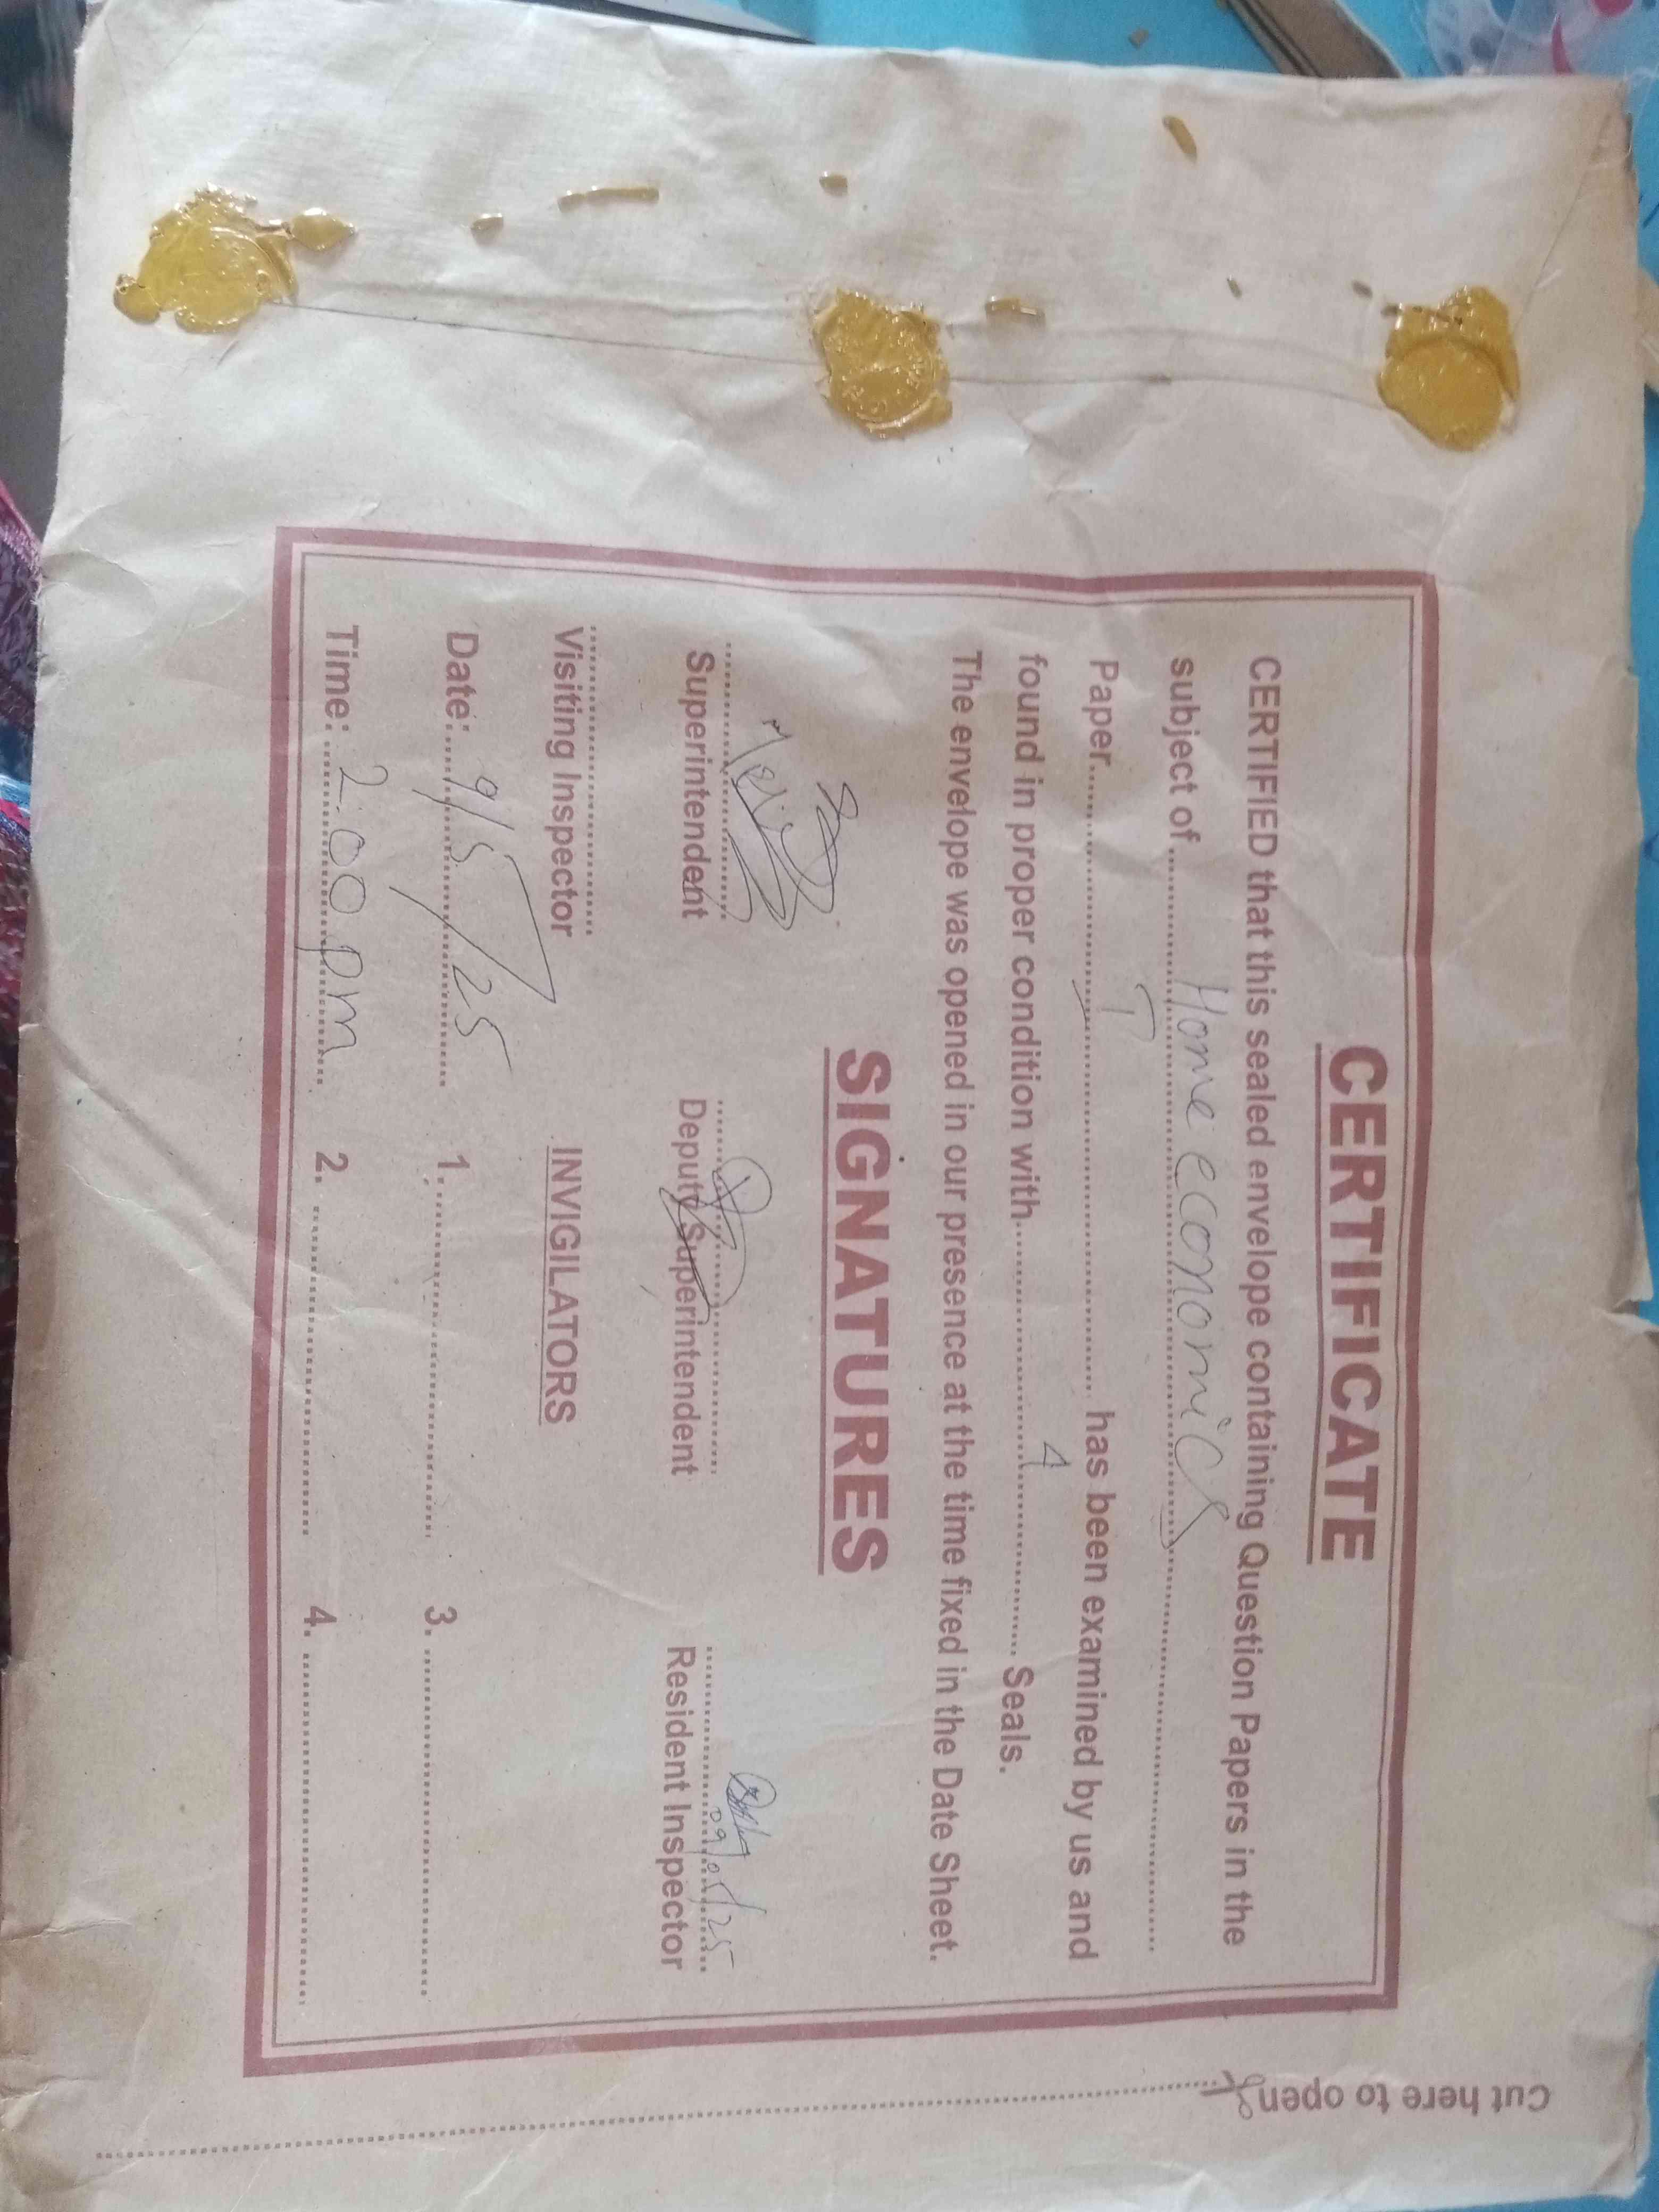 CERTIFICATE
CERTIFIED that this sealed envelope containing Question Papers in the
subject of Home economics
Paper I has been examined by us and
found in proper condition with 4 Seals.
The envelope was opened in our presence at the time fixed in the Date Sheet.
SIGNATURES
09/05/25
Superintendent Deputy Superintendent Resident Inspector
Visiting Inspector INVIGILATORS
Date: 9/5/25 1. 3.
Time: 2:00 pm 2. 4.
Cut here to open